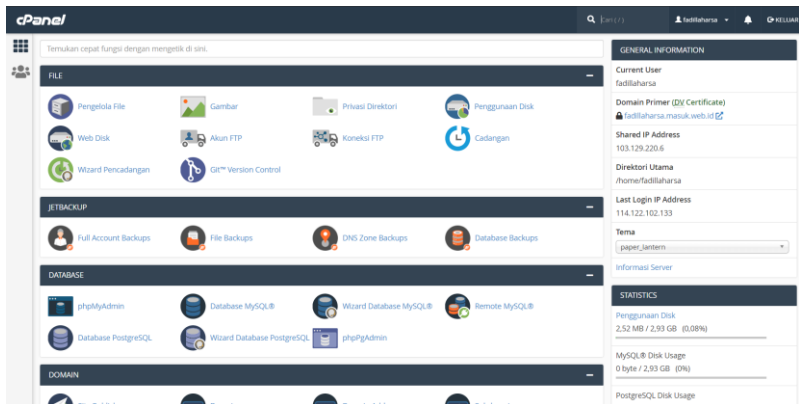 cPanel
Cari ( / )
fadillaharsa
KELUAR
Temukan cepat fungsi dengan mengetik di sini.
FILE
Pengelola File
Gambar
Privasi Direktori
Penggunaan Disk
Web Disk
Akun FTP
Koneksi FTP
Cadangan
Wizard Pencadangan
Git™ Version Control
JETBACKUP
Full Account Backups
File Backups
DNS Zone Backups
Database Backups
DATABASE
phpMyAdmin
Database MySQL®
Wizard Database MySQL®
Remote MySQL®
Database PostgreSQL
Wizard Database PostgreSQL
phpPgAdmin
DOMAIN
GENERAL INFORMATION
Current User
fadillaharsa
Domain Primer (DV Certificate)
fadillaharsa.masuk.web.id
Shared IP Address
103.129.220.6
Direktori Utama
/home/fadillaharsa
Last Login IP Address
114.122.102.133
Tema
paper_lantern
Informasi Server
STATISTICS
Penggunaan Disk
2,52 MB / 2,93 GB (0,08%)
MySQL® Disk Usage
0 byte / 2,93 GB (0%)
PostgreSQL Disk Usage